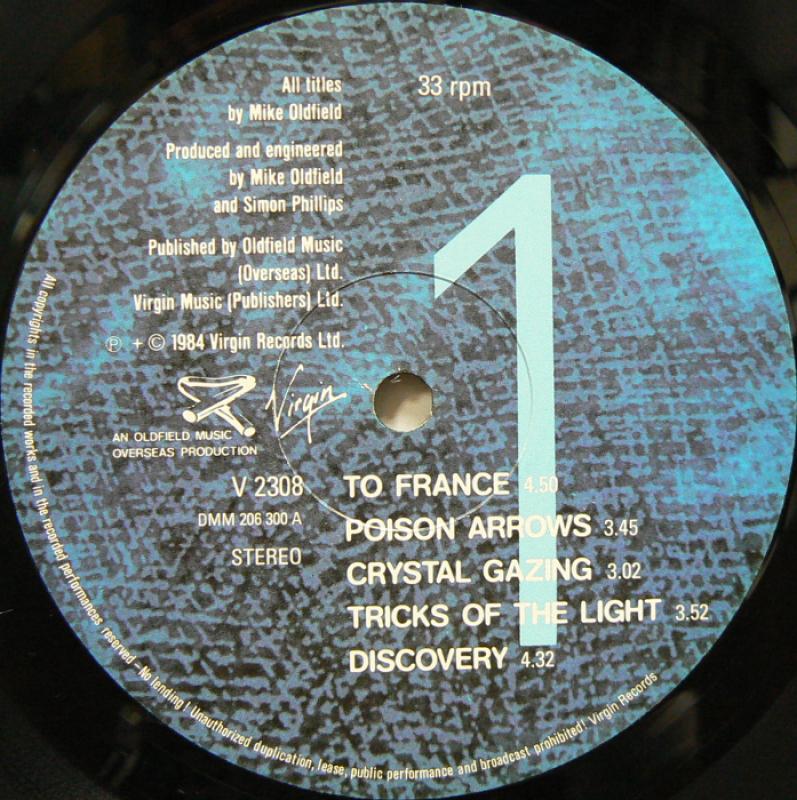 All titles
by Mike Oldfield
33 rpm
Produced and engineered
by Mike Oldfield
and Simon Phillips
Published by Oldfield Music
(Overseas) Ltd.
Virgin Music (Publishers) Ltd.
℗ + © 1984 Virgin Records Ltd.
1
Virgin
AN OLDFIELD MUSIC
OVERSEAS PRODUCTION
V 2308
DMM 206 300 A
STEREO
TO FRANCE 4.50
POISON ARROWS 3.45
CRYSTAL GAZING 3.02
TRICKS OF THE LIGHT 3.52
DISCOVERY 4.32
All copyrights in the recorded works and in the recorded performances reserved – No lending! Unauthorized duplication, lease, public performance and broadcast prohibited! Virgin Records